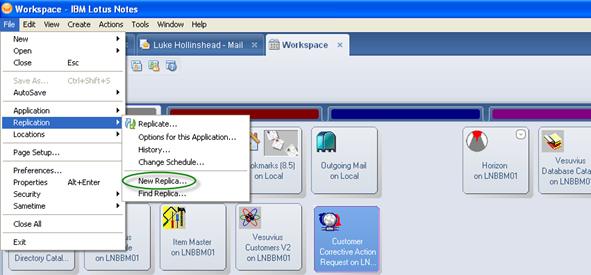 Workspace - IBM Lotus Notes
File Edit View Create Actions Tools Window Help
Luke Hollinshead - Mail
Workspace
New
Open
Close Esc
Save As... Ctrl+Shift+S
AutoSave
Application
Replication
Locations
Page Setup...
Preferences...
Properties Alt+Enter
Security
Sametime
Close All
Exit
Replicate...
Options for this Application...
History...
Change Schedule...
New Replica...
Find Replica...
(8.5)
on Local
Outgoing Mail
on Local
Horizon
on LNBBM01
Vesuvius
Database Cata
on LNBBM01
Directory Catal...
on LNBBM01
Item Master
on LNBBM01
Vesuvius
Customers V2
on LNBBM01
Customer
Corrective Action
Request on LN...